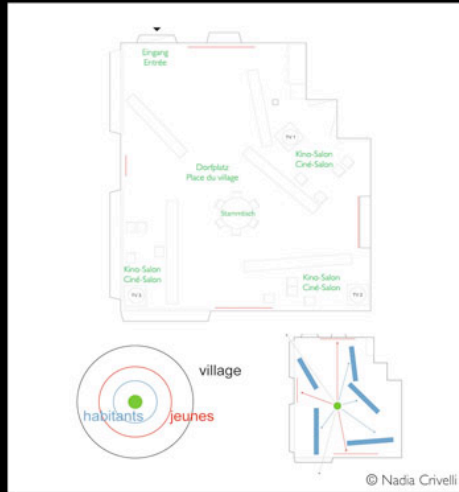 Eingang
Entrée
TV 1
Kino-Salon
Ciné-Salon
Dorfplatz
Place du village
Stammtisch
Kino-Salon
Ciné-Salon
TV 3
Kino-Salon
Ciné-Salon
TV 2
village
habitants
jeunes
© Nadia Crivelli